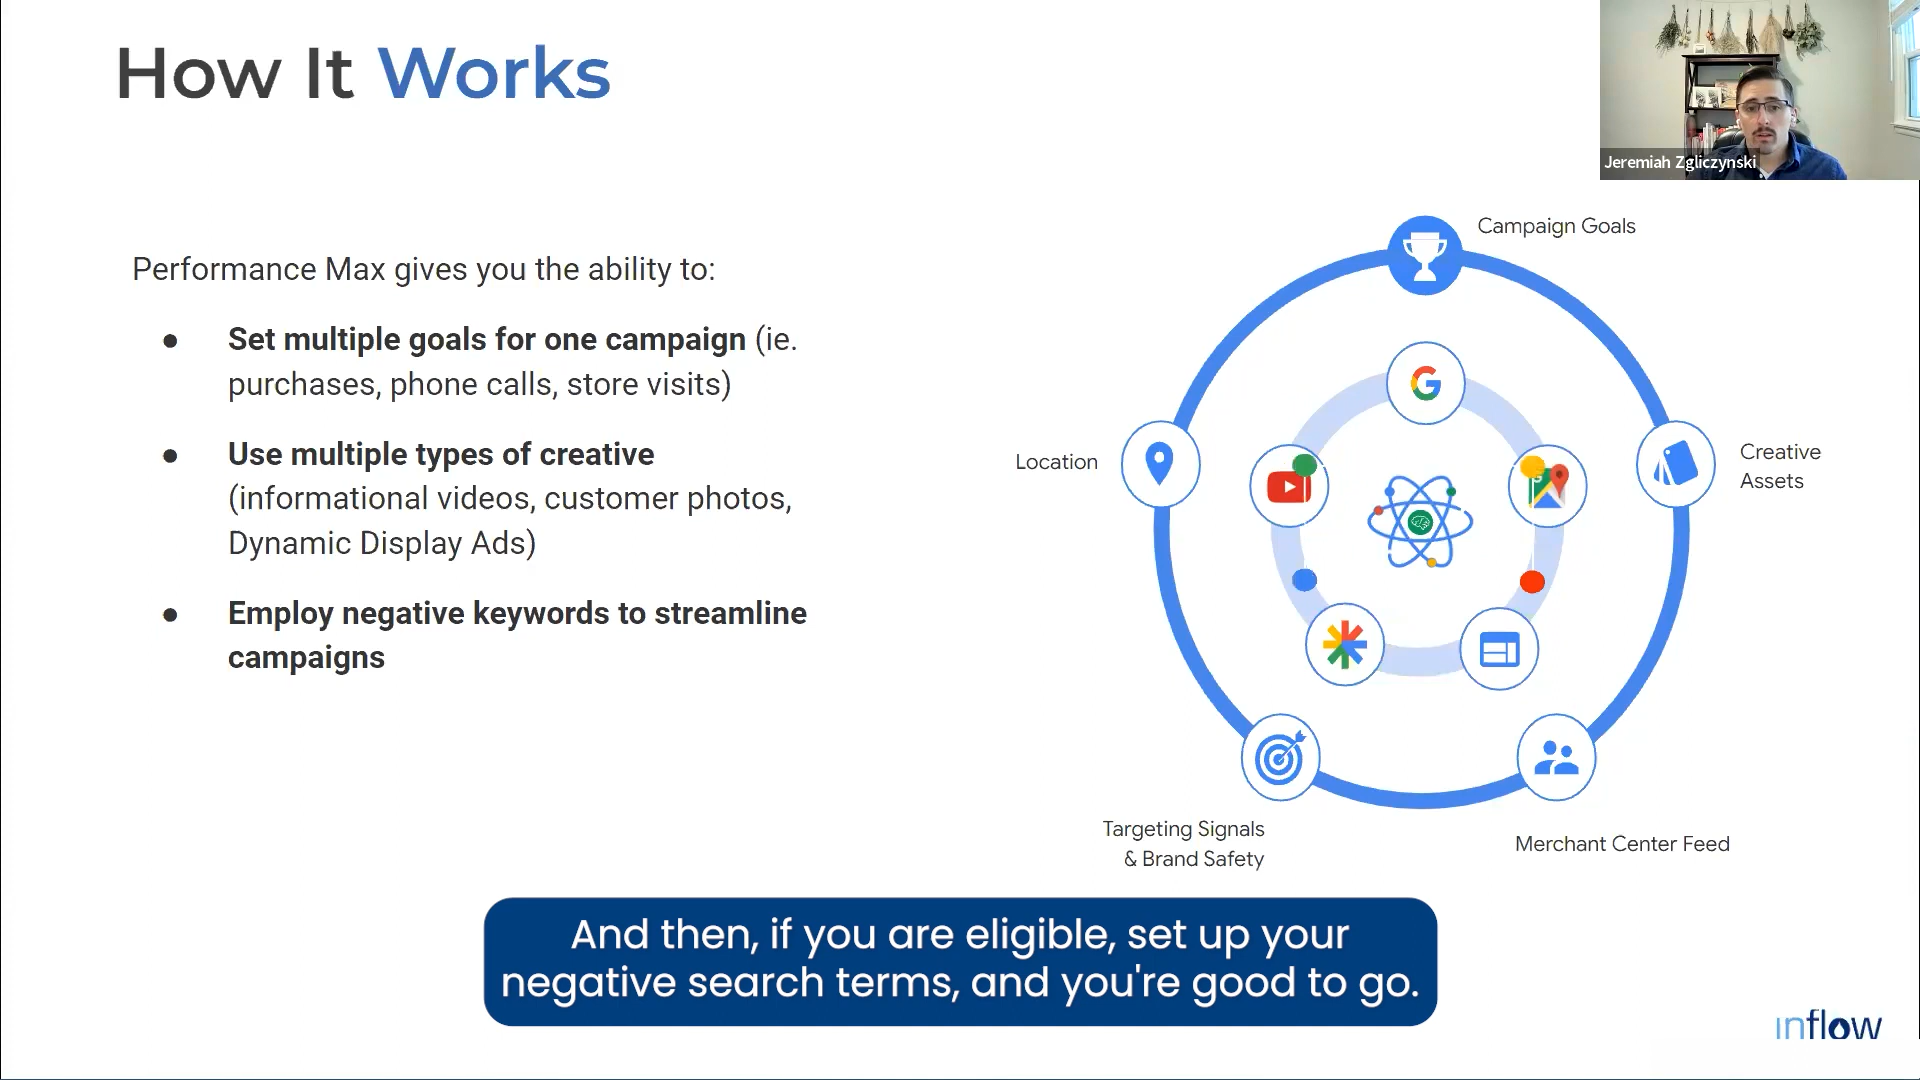 How It Works
Jeremiah Zgliczynski
Performance Max gives you the ability to:
● Set multiple goals for one campaign (ie.
purchases, phone calls, store visits)
● Use multiple types of creative
(informational videos, customer photos,
Dynamic Display Ads)
● Employ negative keywords to streamline
campaigns
Campaign Goals
Location
Creative
Assets
Targeting Signals
& Brand Safety
Merchant Center Feed
And then, if you are eligible, set up your
negative search terms, and you're good to go.
inflow